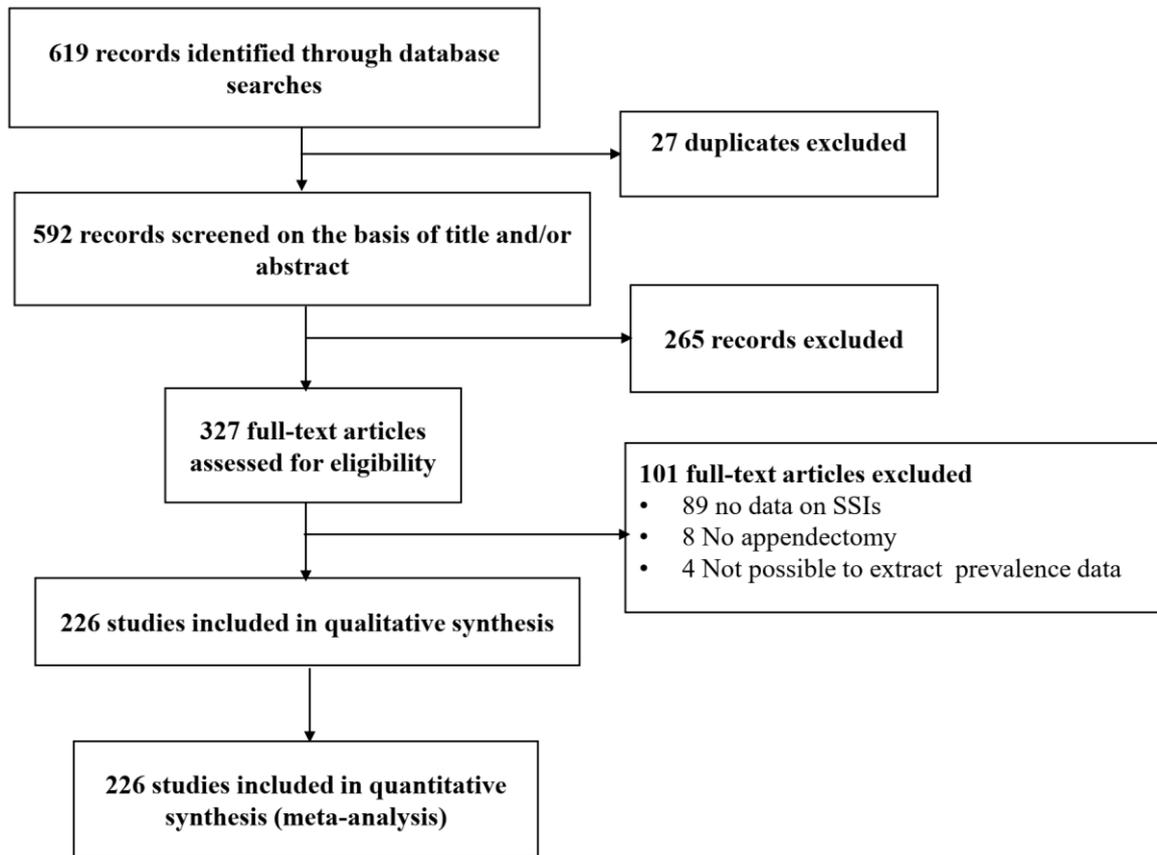 619 records identified through database
searches
27 duplicates excluded
592 records screened on the basis of title and/or
abstract
265 records excluded
327 full-text articles
assessed for eligibility
101 full-text articles excluded
• 89 no data on SSIs
• 8 No appendectomy
• 4 Not possible to extract prevalence data
226 studies included in qualitative synthesis
226 studies included in quantitative
synthesis (meta-analysis)